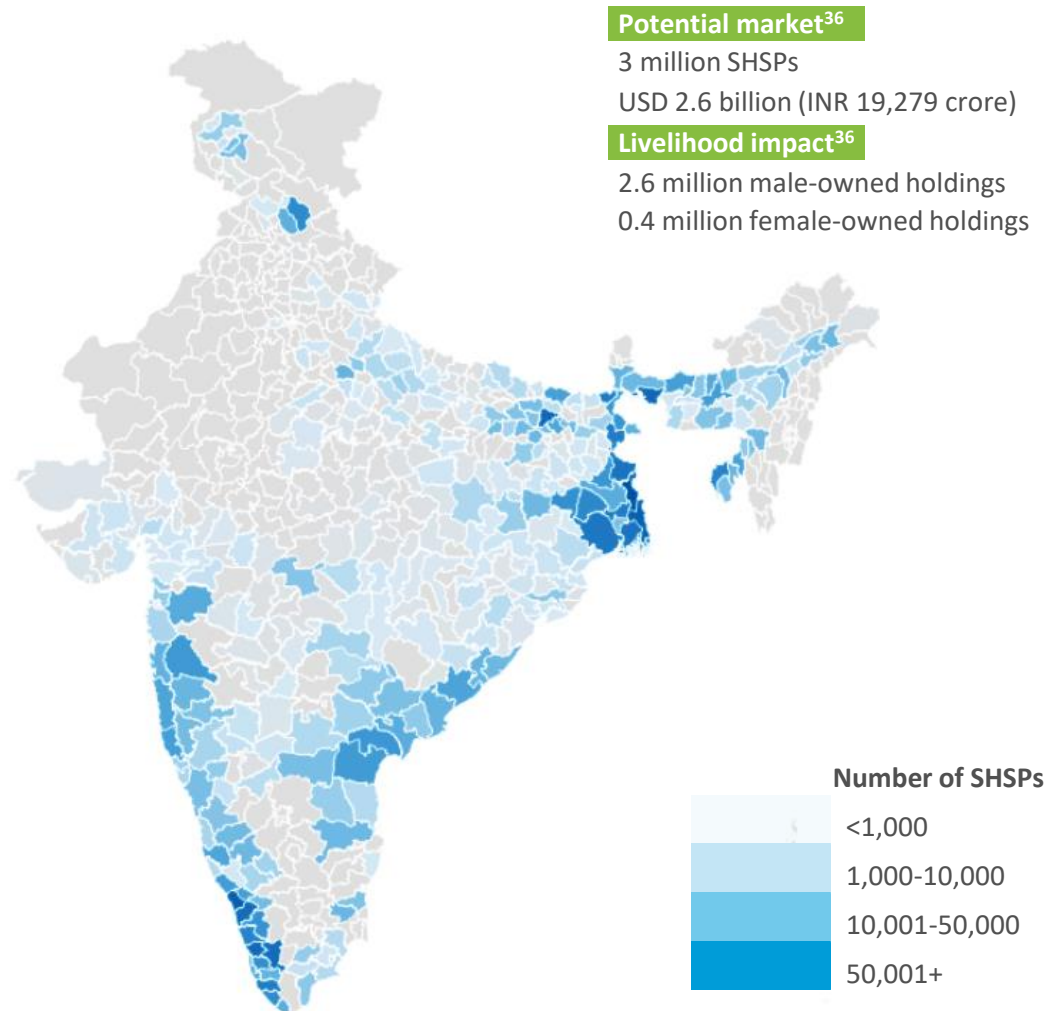 Potential market36
3 million SHSPs
USD 2.6 billion (INR 19,279 crore)
Livelihood impact36
2.6 million male-owned holdings
0.4 million female-owned holdings
Number of SHSPs
<1,000
1,000-10,000
10,001-50,000
50,001+